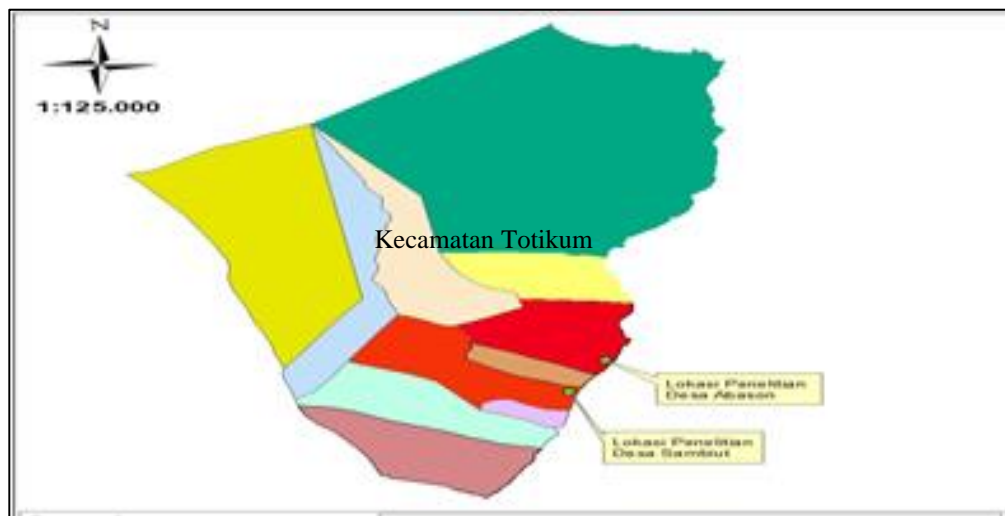 N
1:125.000
Kecamatan Totikum
Lokasi Penelitian
Desa Abason
Lokasi Penelitian
Desa Sambiut